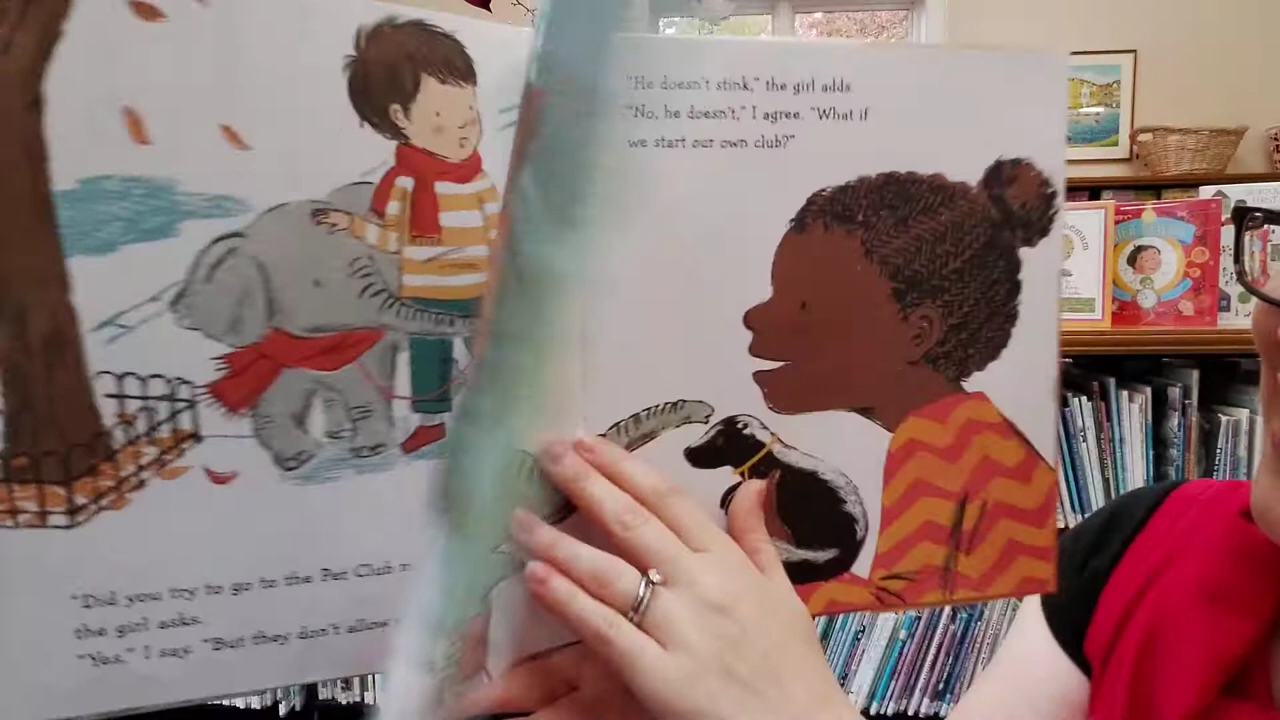 "Did you try to go to the Pet Club
the girl asks.
"Yes," I say. "But they don't allow
"He doesn't stink," the girl adds.
"No, he doesn't," I agree. "What if
we start our own club?"